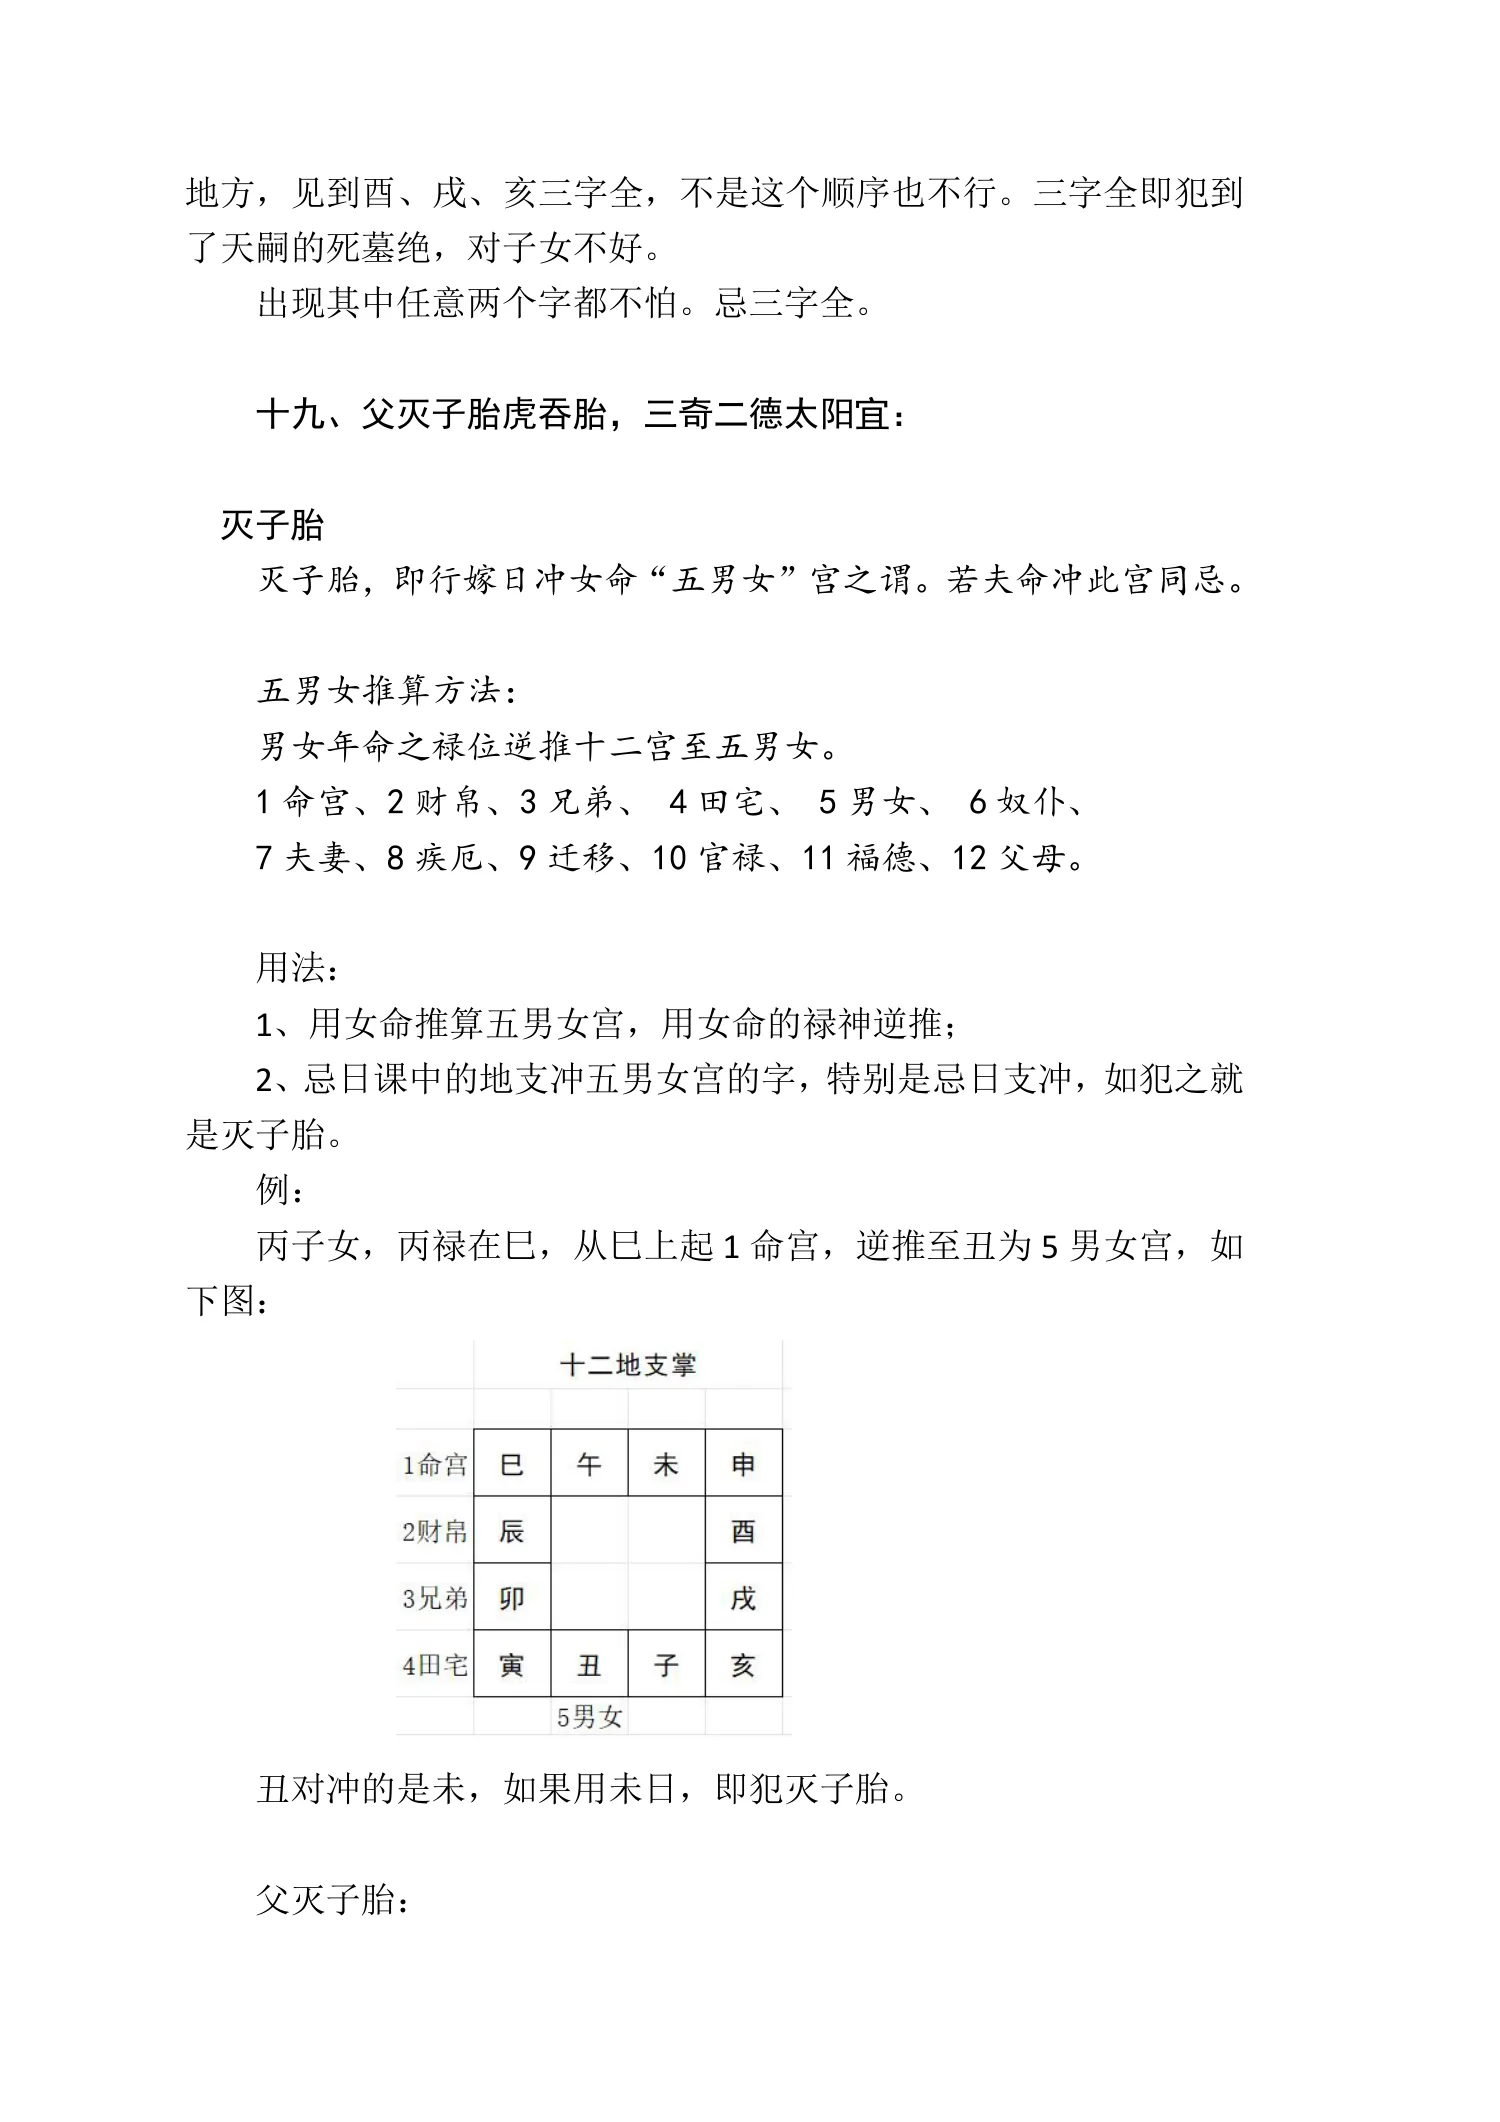 地方，见到酉、戌、亥三字全，不是这个顺序也不行。三字全即犯到
了天嗣的死墓绝，对子女不好。
出现其中任意两个字都不怕。忌三字全。
十九、父灭子胎虎吞胎，三奇二德太阳宜：
灭子胎
灭子胎，即行嫁日冲女命“五男女”宫之谓。若夫命冲此宫同忌。
五男女推算方法：
男女年命之禄位逆推十二宫至五男女。
1 命宫、2 财帛、3 兄弟、 4 田宅、 5 男女、 6 奴仆、
7 夫妻、8 疾厄、9 迁移、10 官禄、11 福德、12 父母。
用法：
1、用女命推算五男女宫，用女命的禄神逆推；
2、忌日课中的地支冲五男女宫的字，特别是忌日支冲，如犯之就
是灭子胎。
例：
丙子女，丙禄在巳，从巳上起 1 命宫，逆推至丑为 5 男女宫，如
下图：
十二地支掌
1命宫 巳 午 未 申
2财帛 辰 酉
3兄弟 卯 戌
4田宅 寅 丑 子 亥
5男女
丑对冲的是未，如果用未日，即犯灭子胎。
父灭子胎：